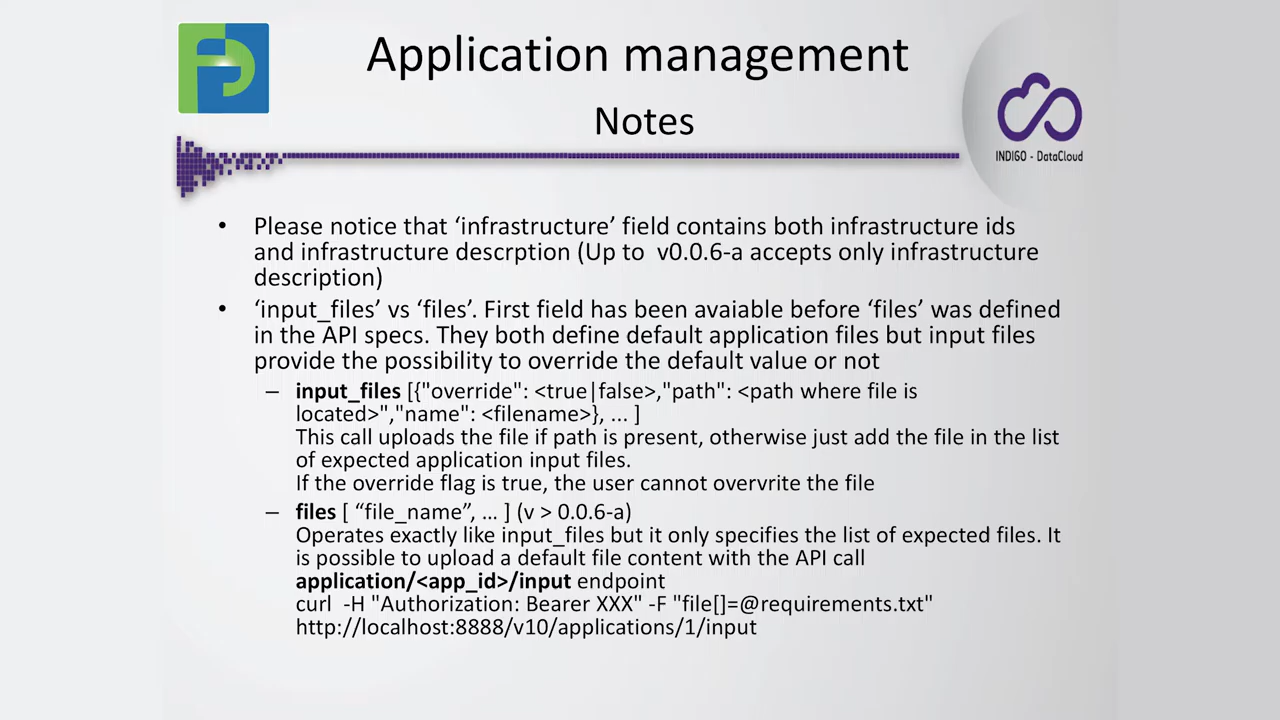 Application management
Notes
INDIGO - DataCloud
• Please notice that ‘infrastructure’ field contains both infrastructure ids
and infrastructure descrption (Up to  v0.0.6-a accepts only infrastructure
description)
• ‘input_files’ vs ‘files’. First field has been avaiable before ‘files’ was defined
in the API specs. They both define default application files but input files
provide the possibility to override the default value or not
– input_files [{"override": <true|false>,"path": <path where file is
located>","name": <filename>}, ... ]
This call uploads the file if path is present, otherwise just add the file in the list
of expected application input files.
If the override flag is true, the user cannot overvrite the file
– files [ “file_name”, ... ] (v > 0.0.6-a)
Operates exactly like input_files but it only specifies the list of expected files. It
is possible to upload a default file content with the API call
application/<app_id>/input endpoint
curl  -H "Authorization: Bearer XXX" -F "file[]=@requirements.txt"
http://localhost:8888/v10/applications/1/input